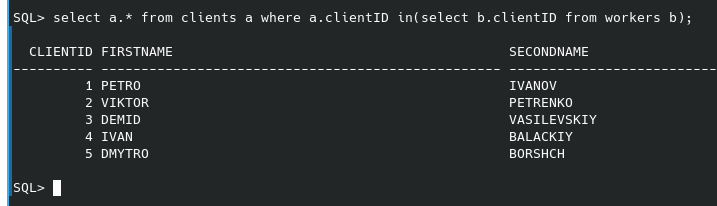 SQL> select a.* from clients a where a.clientID in(select b.clientID from workers b);
  CLIENTID FIRSTNAME                                          SECONDNAME
---------- -------------------------------------------------- --------------------------
         1 PETRO                                              IVANOV
         2 VIKTOR                                             PETRENKO
         3 DEMID                                              VASILEVSKIY
         4 IVAN                                               BALACKIY
         5 DMYTRO                                             BORSHCH
SQL>